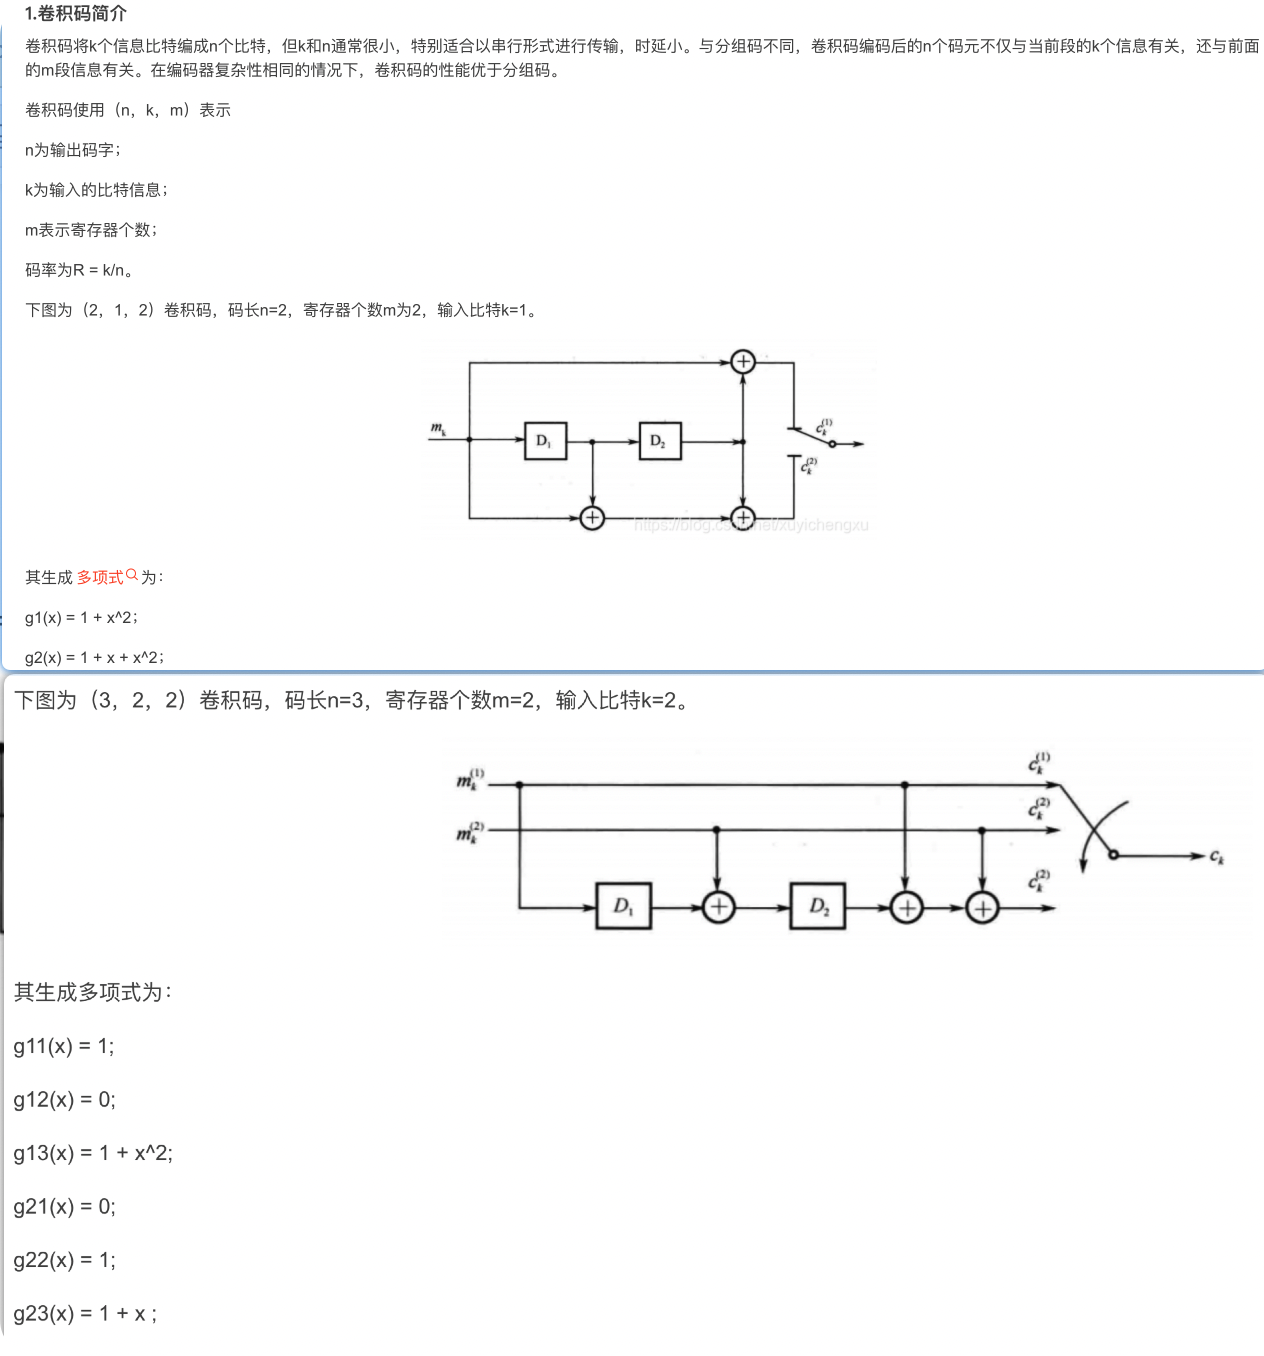 1.卷积码简介
卷积码将k个信息比特编成n个比特，但k和n通常很小，特别适合以串行形式进行传输，时延小。与分组码不同，卷积码编码后的n个码元不仅与当前段的k个信息有关，还与前面
的m段信息有关。在编码器复杂性相同的情况下，卷积码的性能优于分组码。
卷积码使用（n，k，m）表示
n为输出码字；
k为输入的比特信息；
m表示寄存器个数；
码率为R = k/n。
下图为（2，1，2）卷积码，码长n=2，寄存器个数m为2，输入比特k=1。
m_k
D_1
D_2
c_k^(1)
c_k^(2)
https://blog.csdn.net/xuyichengxu
其生成 多项式 为：
g1(x) = 1 + x^2；
g2(x) = 1 + x + x^2；
下图为（3，2，2）卷积码，码长n=3，寄存器个数m=2，输入比特k=2。
m_k^(1)
c_k^(1)
m_k^(2)
c_k^(2)
D_1
D_2
c_k^(2)
c_k
其生成多项式为：
g11(x) = 1;
g12(x) = 0;
g13(x) = 1 + x^2;
g21(x) = 0;
g22(x) = 1;
g23(x) = 1 + x ;